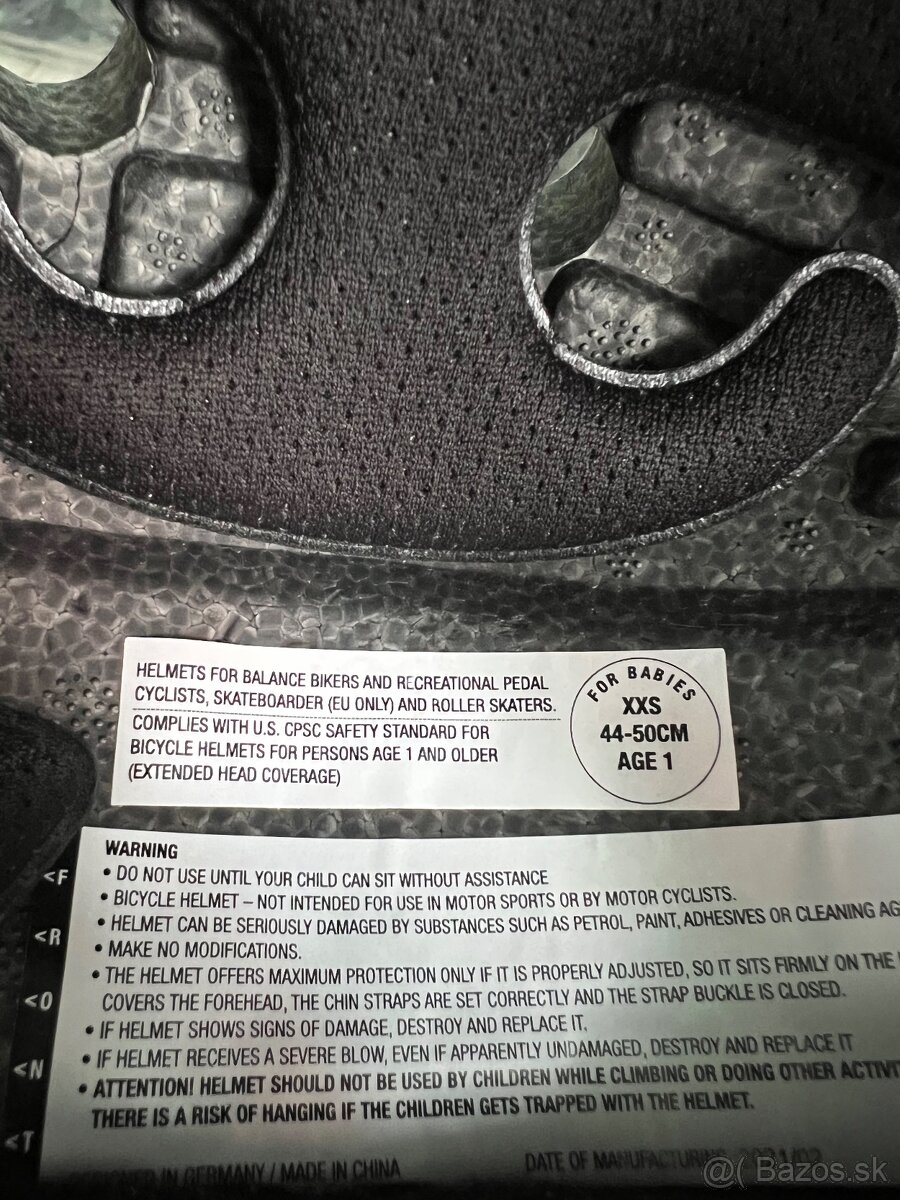 HELMETS FOR BALANCE BIKERS AND RECREATIONAL PEDAL
CYCLISTS, SKATEBOARDER (EU ONLY) AND ROLLER SKATERS.
COMPLIES WITH U.S. CPSC SAFETY STANDARD FOR
BICYCLE HELMETS FOR PERSONS AGE 1 AND OLDER
(EXTENDED HEAD COVERAGE)
FOR BABIES
XXS
44-50CM
AGE 1
WARNING
• DO NOT USE UNTIL YOUR CHILD CAN SIT WITHOUT ASSISTANCE
• BICYCLE HELMET – NOT INTENDED FOR USE IN MOTOR SPORTS OR BY MOTOR CYCLISTS.
• HELMET CAN BE SERIOUSLY DAMAGED BY SUBSTANCES SUCH AS PETROL, PAINT, ADHESIVES OR CLEANING AG
• MAKE NO MODIFICATIONS.
• THE HELMET OFFERS MAXIMUM PROTECTION ONLY IF IT IS PROPERLY ADJUSTED, SO IT SITS FIRMLY ON THE
COVERS THE FOREHEAD, THE CHIN STRAPS ARE SET CORRECTLY AND THE STRAP BUCKLE IS CLOSED.
• IF HELMET SHOWS SIGNS OF DAMAGE, DESTROY AND REPLACE IT.
• IF HELMET RECEIVES A SEVERE BLOW, EVEN IF APPARENTLY UNDAMAGED, DESTROY AND REPLACE IT
• ATTENTION! HELMET SHOULD NOT BE USED BY CHILDREN WHILE CLIMBING OR DOING OTHER ACTIVIT
THERE IS A RISK OF HANGING IF THE CHILDREN GETS TRAPPED WITH THE HELMET.
IN GERMANY / MADE IN CHINA
DATE OF
<F
<R
<O
<N
<T
@( Bazos.sk